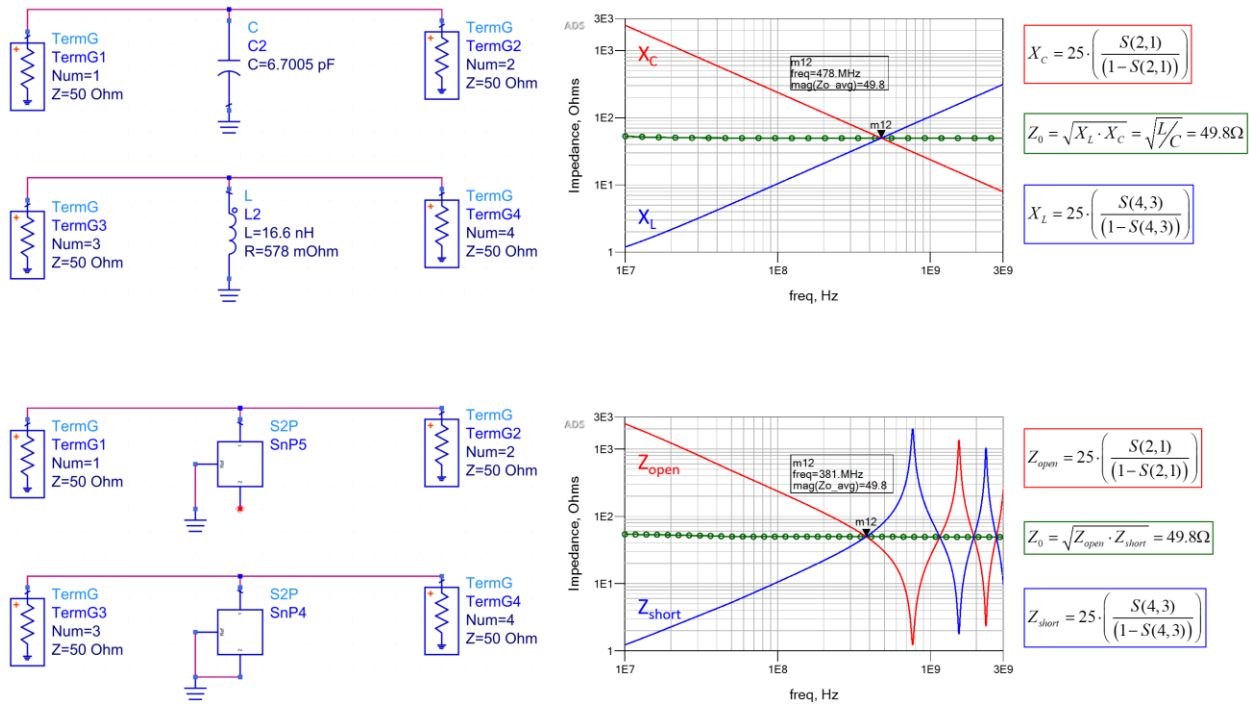 TermG
TermG1
Num=1
Z=50 Ohm
C
C2
C=6.7005 pF
TermG
TermG2
Num=2
Z=50 Ohm
TermG
TermG3
Num=3
Z=50 Ohm
L
L2
L=16.6 nH
R=578 mOhm
TermG
TermG4
Num=4
Z=50 Ohm
ADS
3E3
1E3
1E2
1E1
1
Impedance, Ohms
X_C
X_L
m12
freq=478.MHz
mag(Zo_avg)=49.8
m12
1E7
1E8
1E9
3E9
freq, Hz
X_C = 25·(S(2,1)/(1−S(2,1)))
Z_0 = √(X_L · X_C) = √(L/C) = 49.8Ω
X_L = 25·(S(4,3)/(1−S(4,3)))
TermG
TermG1
Num=1
Z=50 Ohm
S2P
SnP5
1
Ref
2
TermG
TermG2
Num=2
Z=50 Ohm
TermG
TermG3
Num=3
Z=50 Ohm
S2P
SnP4
1
Ref
2
TermG
TermG4
Num=4
Z=50 Ohm
ADS
3E3
1E3
1E2
1E1
1
Impedance, Ohms
Z_open
Z_short
m12
freq=381.MHz
mag(Zo_avg)=49.8
m12
1E7
1E8
1E9
3E9
freq, Hz
Z_open = 25·(S(2,1)/(1−S(2,1)))
Z_0 = √(Z_open · Z_short) = 49.8Ω
Z_short = 25·(S(4,3)/(1−S(4,3)))